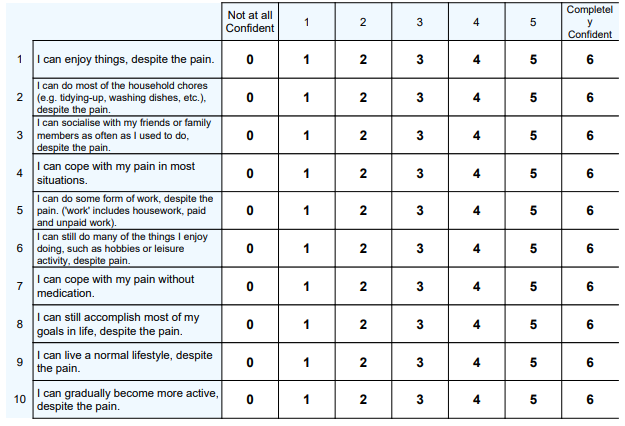 Not at all Confident 1 2 3 4 5 Completel y Confident
1 I can enjoy things, despite the pain. 0 1 2 3 4 5 6
2 I can do most of the household chores
(e.g. tidying-up, washing dishes, etc.),
despite the pain. 0 1 2 3 4 5 6
3 I can socialise with my friends or family
members as often as I used to do,
despite the pain. 0 1 2 3 4 5 6
4 I can cope with my pain in most
situations. 0 1 2 3 4 5 6
5 I can do some form of work, despite the
pain. ('work' includes housework, paid
and unpaid work). 0 1 2 3 4 5 6
6 I can still do many of the things I enjoy
doing, such as hobbies or leisure
activity, despite pain. 0 1 2 3 4 5 6
7 I can cope with my pain without
medication. 0 1 2 3 4 5 6
8 I can still accomplish most of my
goals in life, despite the pain. 0 1 2 3 4 5 6
9 I can live a normal lifestyle, despite
the pain. 0 1 2 3 4 5 6
10 I can gradually become more active,
despite the pain. 0 1 2 3 4 5 6